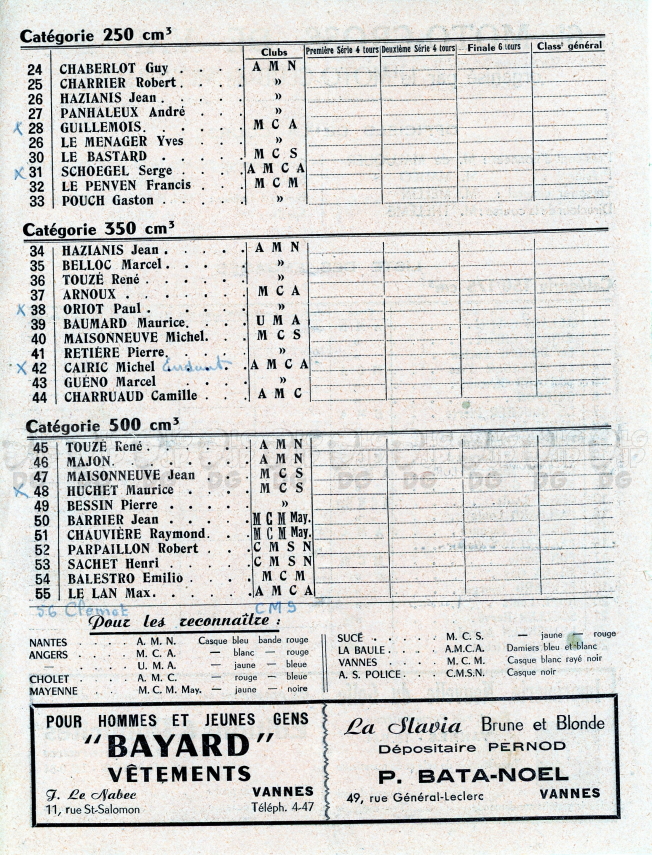 Catégorie 250 cm³
Clubs Première Série 4 tours Deuxième Série 4 tours Finale 6 tours Classt général
24 CHABERLOT Guy . . . . A M N
25 CHARRIER Robert . . . . »
26 HAZIANIS Jean . . . . »
27 PANHALEUX André . . . »
x 28 GUILLEMOIS. . . . . M C A
26 LE MENAGER Yves . . . »
30 LE BASTARD . . . . M C S
x 31 SCHOEGEL Serge . . . . A M C A
32 LE PENVEN Francis . . . M C M
33 POUCH Gaston . . . . »
Catégorie 350 cm³
34 HAZIANIS Jean . . . . A M N
35 BELLOC Marcel . . . . »
36 TOUZÉ René . . . . »
37 ARNOUX . . . . . M C A
x 38 ORIOT Paul . . . . »
39 BAUMARD Maurice. . . . U M A
40 MAISONNEUVE Michel. . . M C S
41 RETIÈRE Pierre. . . . »
x 42 CAIRIC Michel A M C A
43 GUÉNO Marcel . . . . »
44 CHARRUAUD Camille . . . A M C
Catégorie 500 cm³
45 TOUZÉ René . . . . . A M N
46 MAJON. . . . . . A M N
47 MAISONNEUVE Jean . . . M C S
x 48 HUCHET Maurice . . . . M C S
49 BESSIN Pierre . . . . »
50 BARRIER Jean . . . . M C M May.
51 CHAUVIÈRE Raymond. . . M C M May.
52 PARPAILLON Robert . . . C M S N
53 SACHET Henri . . . . C M S N
54 BALESTRO Emilio . . . . M C M
55 LE LAN Max. . . . . A M C A
56 Clemot CMS
Pour les reconnaître :
NANTES . . . . A. M. N. Casque bleu bande rouge
ANGERS . . . . M. C. A. — blanc — rouge
— U. M. A. — jaune — bleue
CHOLET . . . . A. M. C. — rouge — bleue
MAYENNE . . . M. C. M. May. — jaune — noire
SUCÉ . . . . . M. C. S. — jaune — rouge
LA BAULE . . . . A.M.C.A. Damiers bleu et blanc
VANNES . . . . M. C. M. Casque blanc rayé noir
A. S. POLICE . . . C.M.S.N. Casque noir
POUR HOMMES ET JEUNES GENS
"BAYARD"
VÊTEMENTS
J. Le Nabec VANNES
11, rue St-Salomon Téléph. 4-47
La Slavia Brune et Blonde
Dépositaire PERNOD
P. BATA-NOEL
49, rue Général-Leclerc VANNES